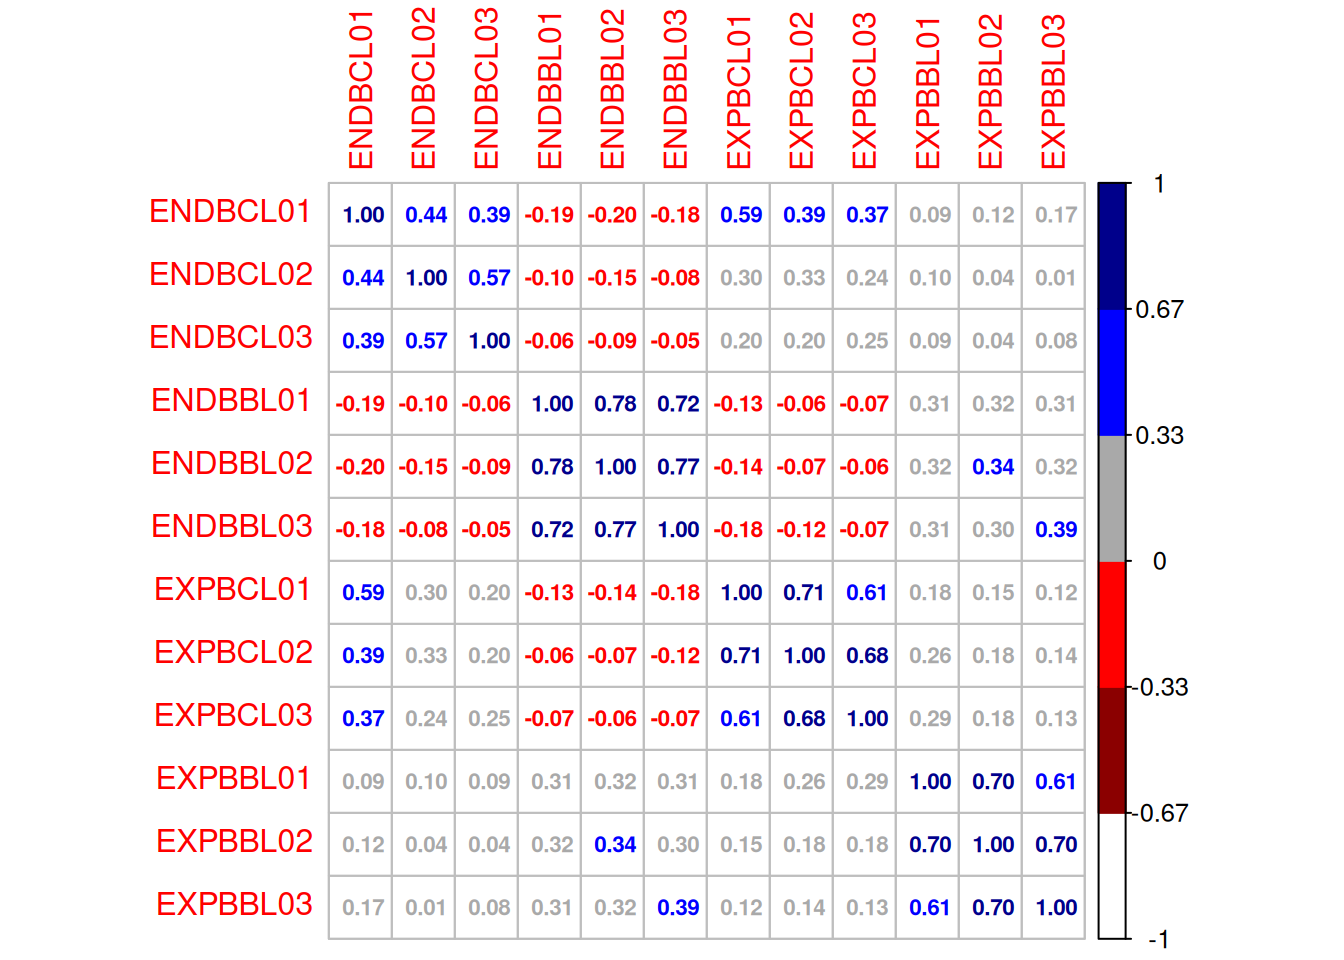 ENDBCL01 ENDBCL02 ENDBCL03 ENDBBL01 ENDBBL02 ENDBBL03 EXPBCL01 EXPBCL02 EXPBCL03 EXPBBL01 EXPBBL02 EXPBBL03
ENDBCL01 1.00 0.44 0.39 -0.19 -0.20 -0.18 0.59 0.39 0.37 0.09 0.12 0.17
ENDBCL02 0.44 1.00 0.57 -0.10 -0.15 -0.08 0.30 0.33 0.24 0.10 0.04 0.01
ENDBCL03 0.39 0.57 1.00 -0.06 -0.09 -0.05 0.20 0.20 0.25 0.09 0.04 0.08
ENDBBL01 -0.19 -0.10 -0.06 1.00 0.78 0.72 -0.13 -0.06 -0.07 0.31 0.32 0.31
ENDBBL02 -0.20 -0.15 -0.09 0.78 1.00 0.77 -0.14 -0.07 -0.06 0.32 0.34 0.32
ENDBBL03 -0.18 -0.08 -0.05 0.72 0.77 1.00 -0.18 -0.12 -0.07 0.31 0.30 0.39
EXPBCL01 0.59 0.30 0.20 -0.13 -0.14 -0.18 1.00 0.71 0.61 0.18 0.15 0.12
EXPBCL02 0.39 0.33 0.20 -0.06 -0.07 -0.12 0.71 1.00 0.68 0.26 0.18 0.14
EXPBCL03 0.37 0.24 0.25 -0.07 -0.06 -0.07 0.61 0.68 1.00 0.29 0.18 0.13
EXPBBL01 0.09 0.10 0.09 0.31 0.32 0.31 0.18 0.26 0.29 1.00 0.70 0.61
EXPBBL02 0.12 0.04 0.04 0.32 0.34 0.30 0.15 0.18 0.18 0.70 1.00 0.70
EXPBBL03 0.17 0.01 0.08 0.31 0.32 0.39 0.12 0.14 0.13 0.61 0.70 1.00
1
0.67
0.33
0
-0.33
-0.67
-1